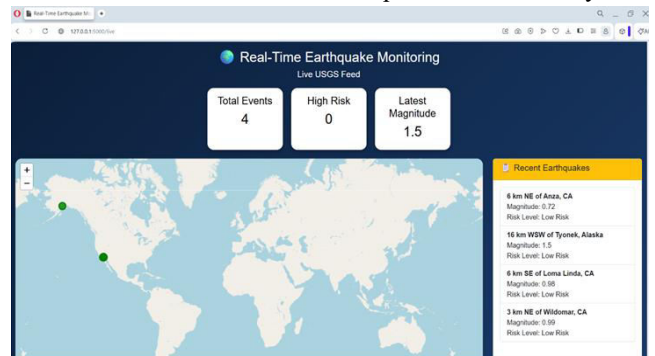 Real-Time Earthquake Mo
127.0.0.1:5000/live
Real-Time Earthquake Monitoring
Live USGS Feed
Total Events
4
High Risk
0
Latest
Magnitude
1.5
+
−
Recent Earthquakes
6 km NE of Anza, CA
Magnitude: 0.72
Risk Level: Low Risk
16 km WSW of Tyonek, Alaska
Magnitude: 1.5
Risk Level: Low Risk
6 km SE of Loma Linda, CA
Magnitude: 0.98
Risk Level: Low Risk
3 km NE of Wildomar, CA
Magnitude: 0.99
Risk Level: Low Risk